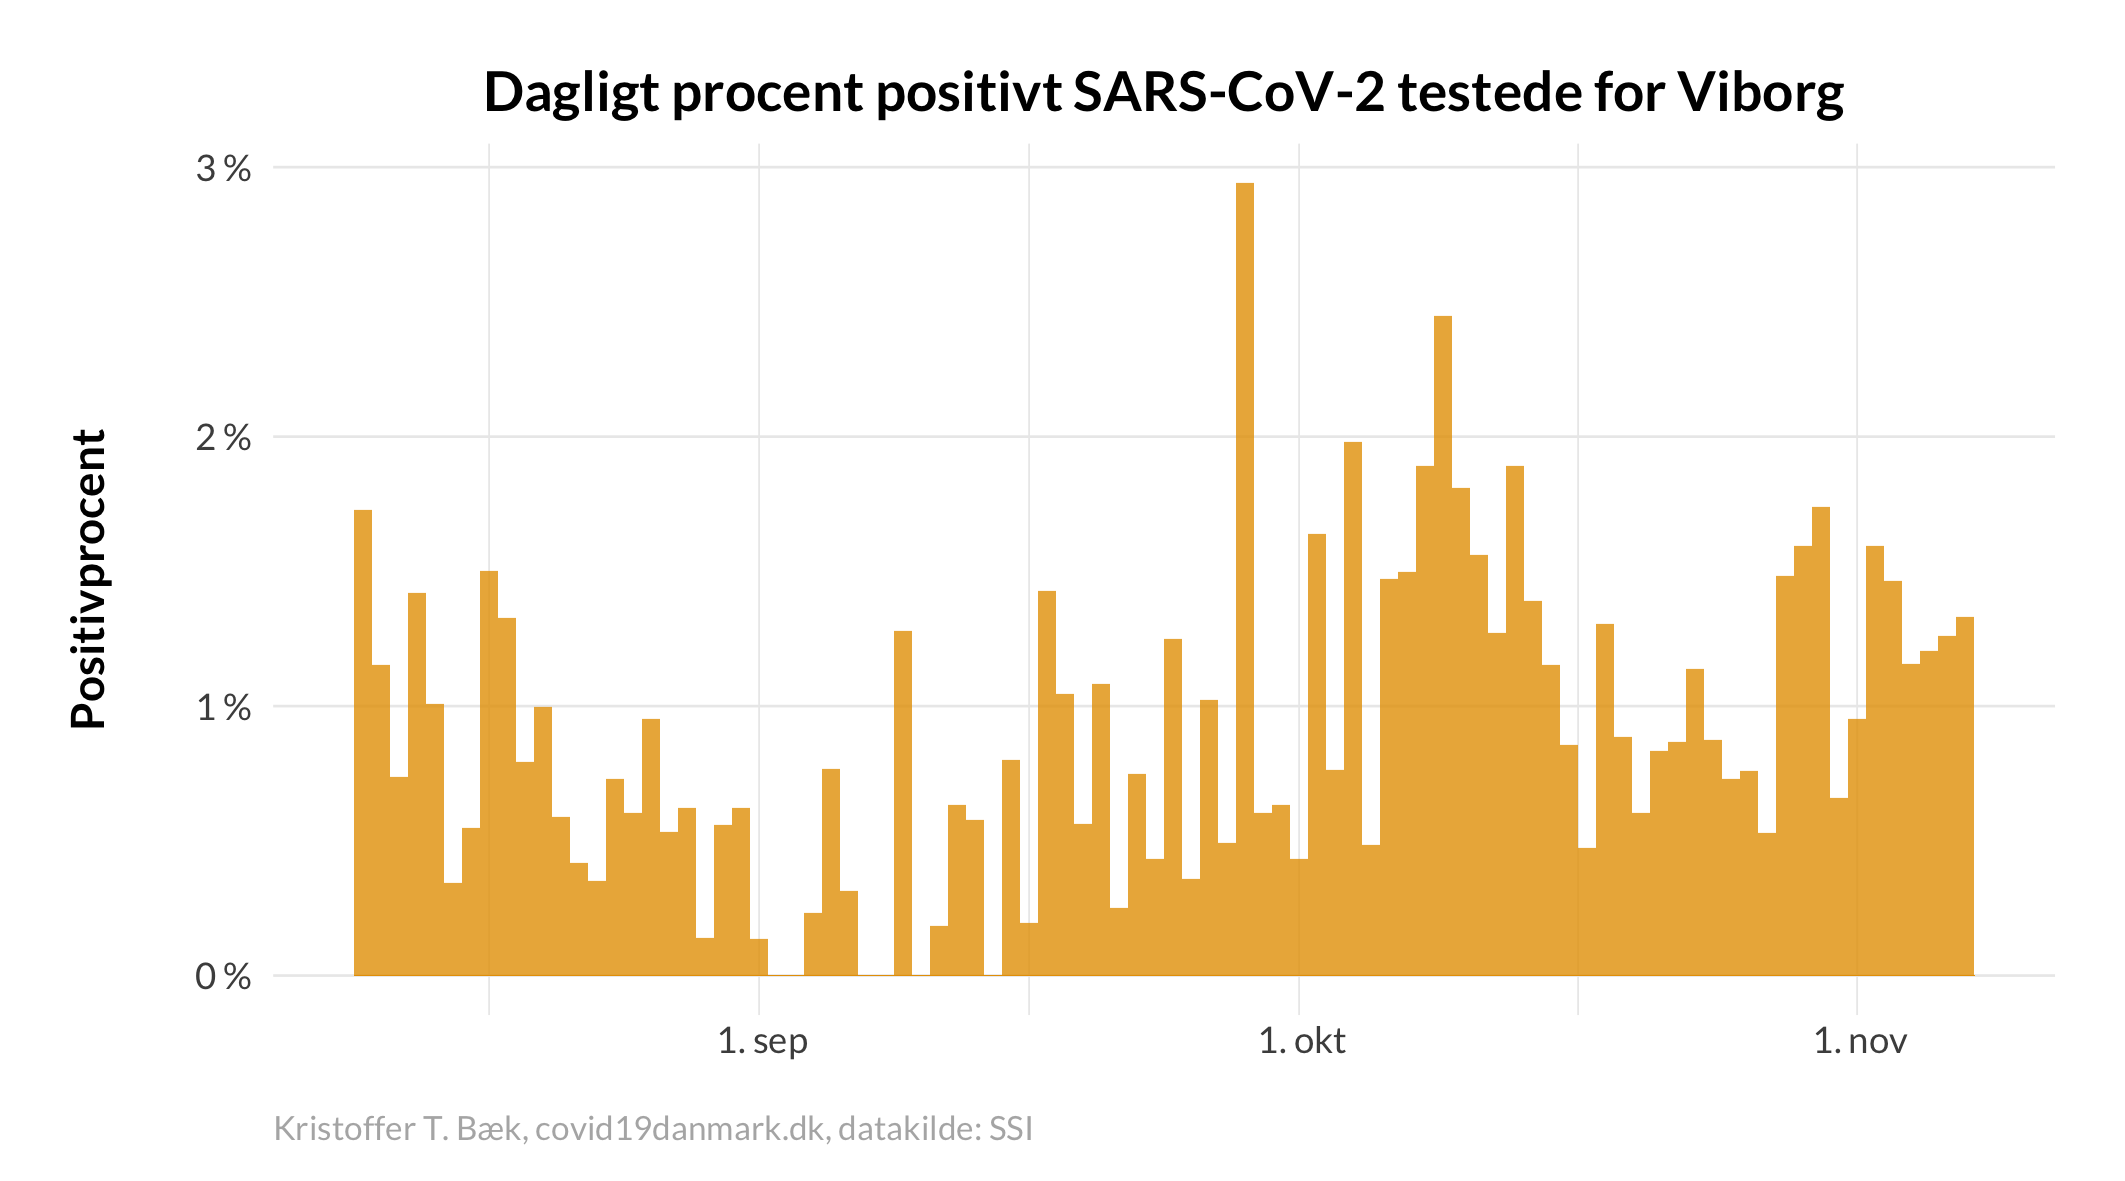 Dagligt procent positivt SARS-CoV-2 testede for Viborg
Positivprocent
3 %
2 %
1 %
0 %
1. sep
1. okt
1. nov
Kristoffer T. Bæk, covid19danmark.dk, datakilde: SSI